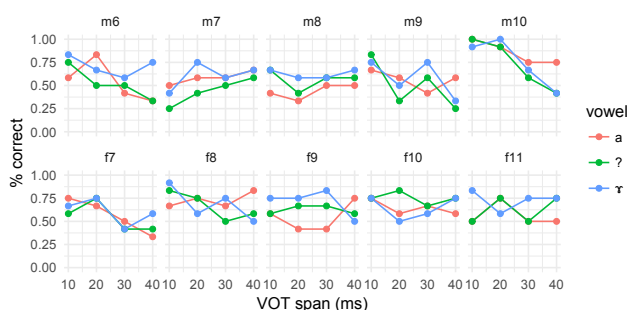 m6 m7 m8 m9 m10
1.00
0.75
0.50
0.25
0.00
f7 f8 f9 f10 f11
1.00
0.75
0.50
0.25
0.00
10 20 30 40 10 20 30 40 10 20 30 40 10 20 30 40 10 20 30 40
VOT span (ms)
% correct
vowel
a
?
ɤ